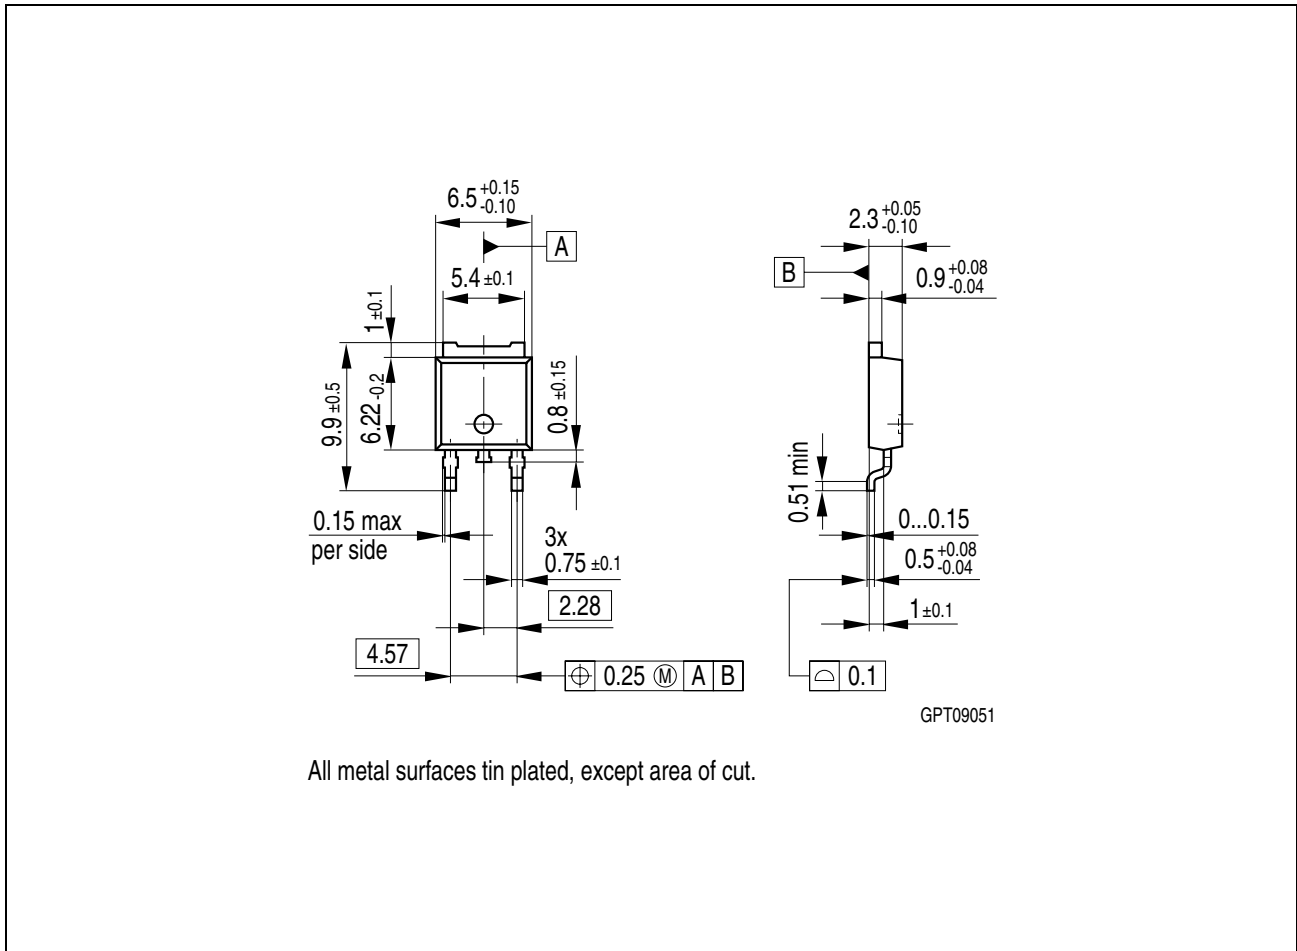 6.5 +0.15 -0.10
A
5.4 ±0.1
1 ±0.1
9.9 ±0.5
6.22 -0.2
0.8 ±0.15
0.15 max
per side
3x
0.75 ±0.1
2.28
4.57
⌖ 0.25 Ⓜ A B
2.3 +0.05 -0.10
B
0.9 +0.08 -0.04
0.51 min
0...0.15
0.5 +0.08 -0.04
1 ±0.1
⌓ 0.1
GPT09051
All metal surfaces tin plated, except area of cut.